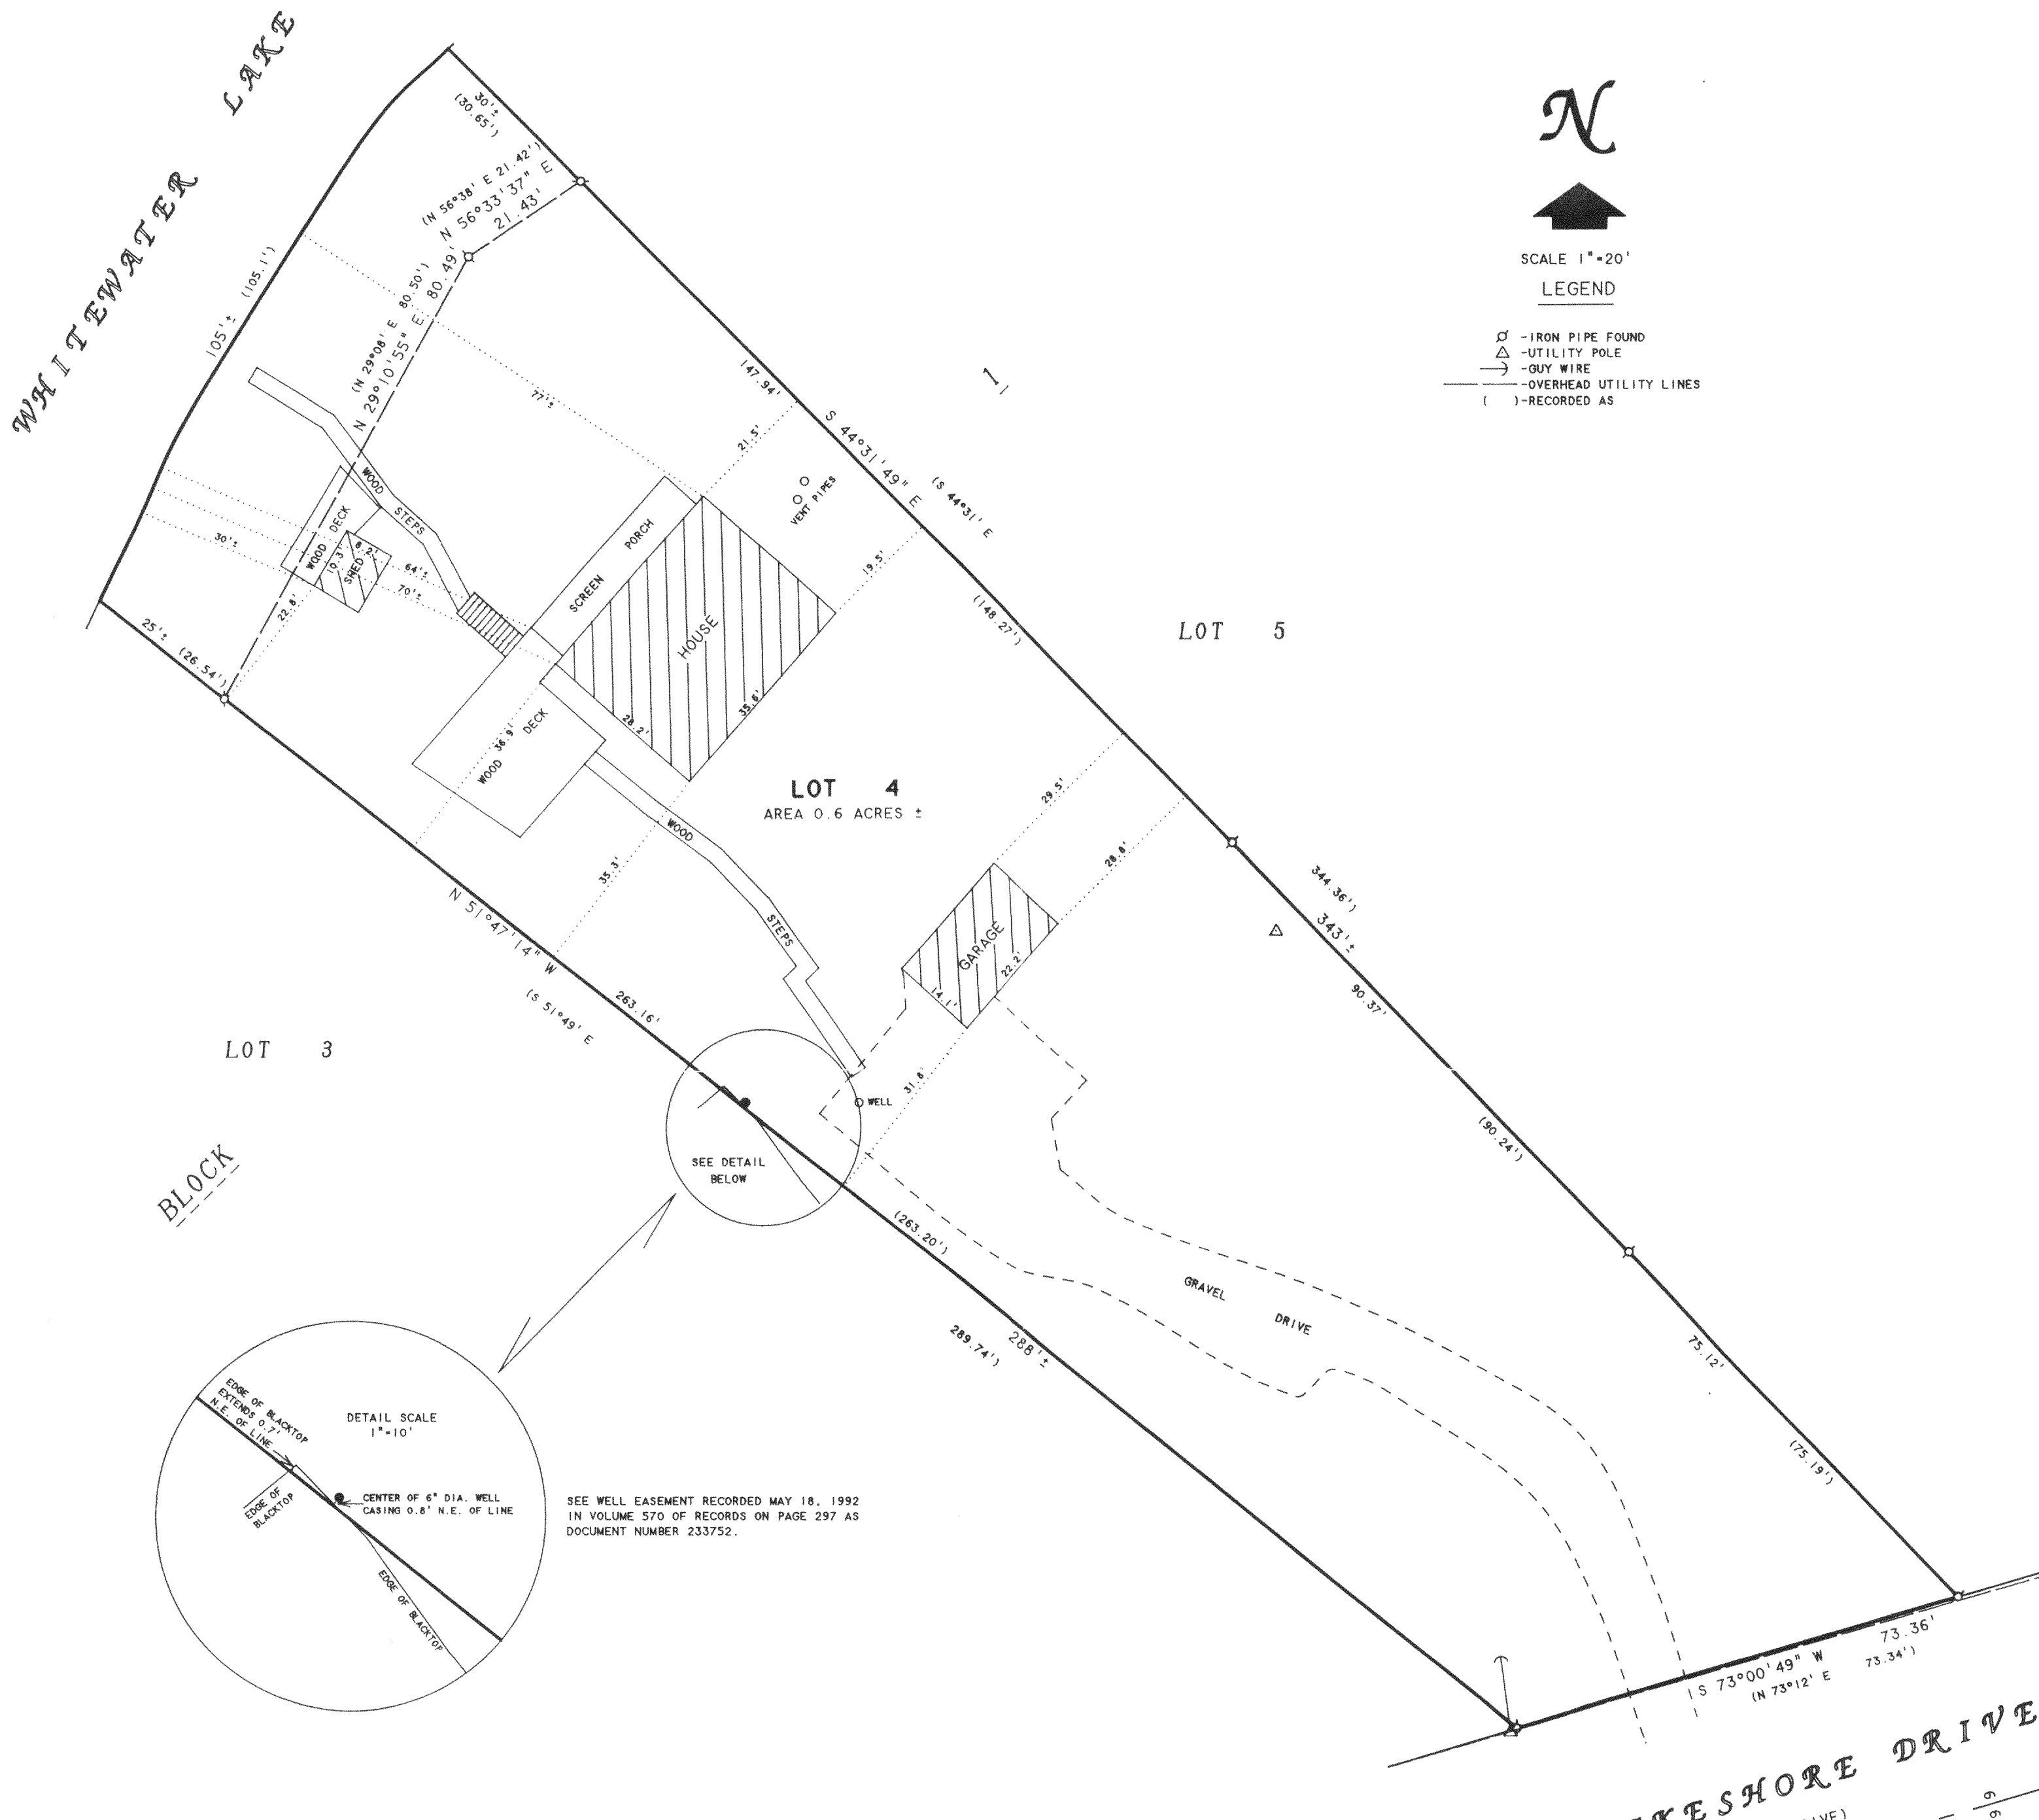 WHITEWATER LAKE
N
SCALE 1"=20'
LEGEND
-IRON PIPE FOUND
-UTILITY POLE
-GUY WIRE
-OVERHEAD UTILITY LINES
( )-RECORDED AS
30'±
(30.65')
(N 56°38' E 21.42')
N 56°33'37" E
21.43'
105'± (105.1')
(N 29°08' E 80.50')
N 29°10'55" E 80.49'
77'±
147.94'
S 44°31'49" E
(S 44°31' E
(148.27')
1
21.5'
19.5'
VENT PIPES
WOOD STEPS
WOOD DECK
10.3'
8.2'
SHED
30'±
64'±
70'±
22.8'
25'±
(26.54')
SCREEN PORCH
HOUSE
28.2'
35.6'
36.9'
WOOD DECK
LOT 5
LOT 4
AREA 0.6 ACRES ±
WOOD STEPS
35.3'
29.5'
28.8'
GARAGE
22.2'
14.1'
31.8'
344.36')
343'±
90.37'
(90.24')
75.12'
(75.19')
N 51°47'14" W
(S 51°49' E
263.16'
(263.20')
289.74')
288'±
LOT 3
BLOCK
WELL
SEE DETAIL
BELOW
GRAVEL DRIVE
DETAIL SCALE
1"=10'
EDGE OF BLACKTOP
EXTENDS 0.7'
N.E. OF LINE
EDGE OF
BLACKTOP
CENTER OF 6" DIA. WELL
CASING 0.8' N.E. OF LINE
EDGE OF BLACKTOP
SEE WELL EASEMENT RECORDED MAY 18, 1992
IN VOLUME 570 OF RECORDS ON PAGE 297 AS
DOCUMENT NUMBER 233752.
73.36'
S 73°00'49" W
(N 73°12' E 73.34')
KESHORE DRIVE
IVE)
66